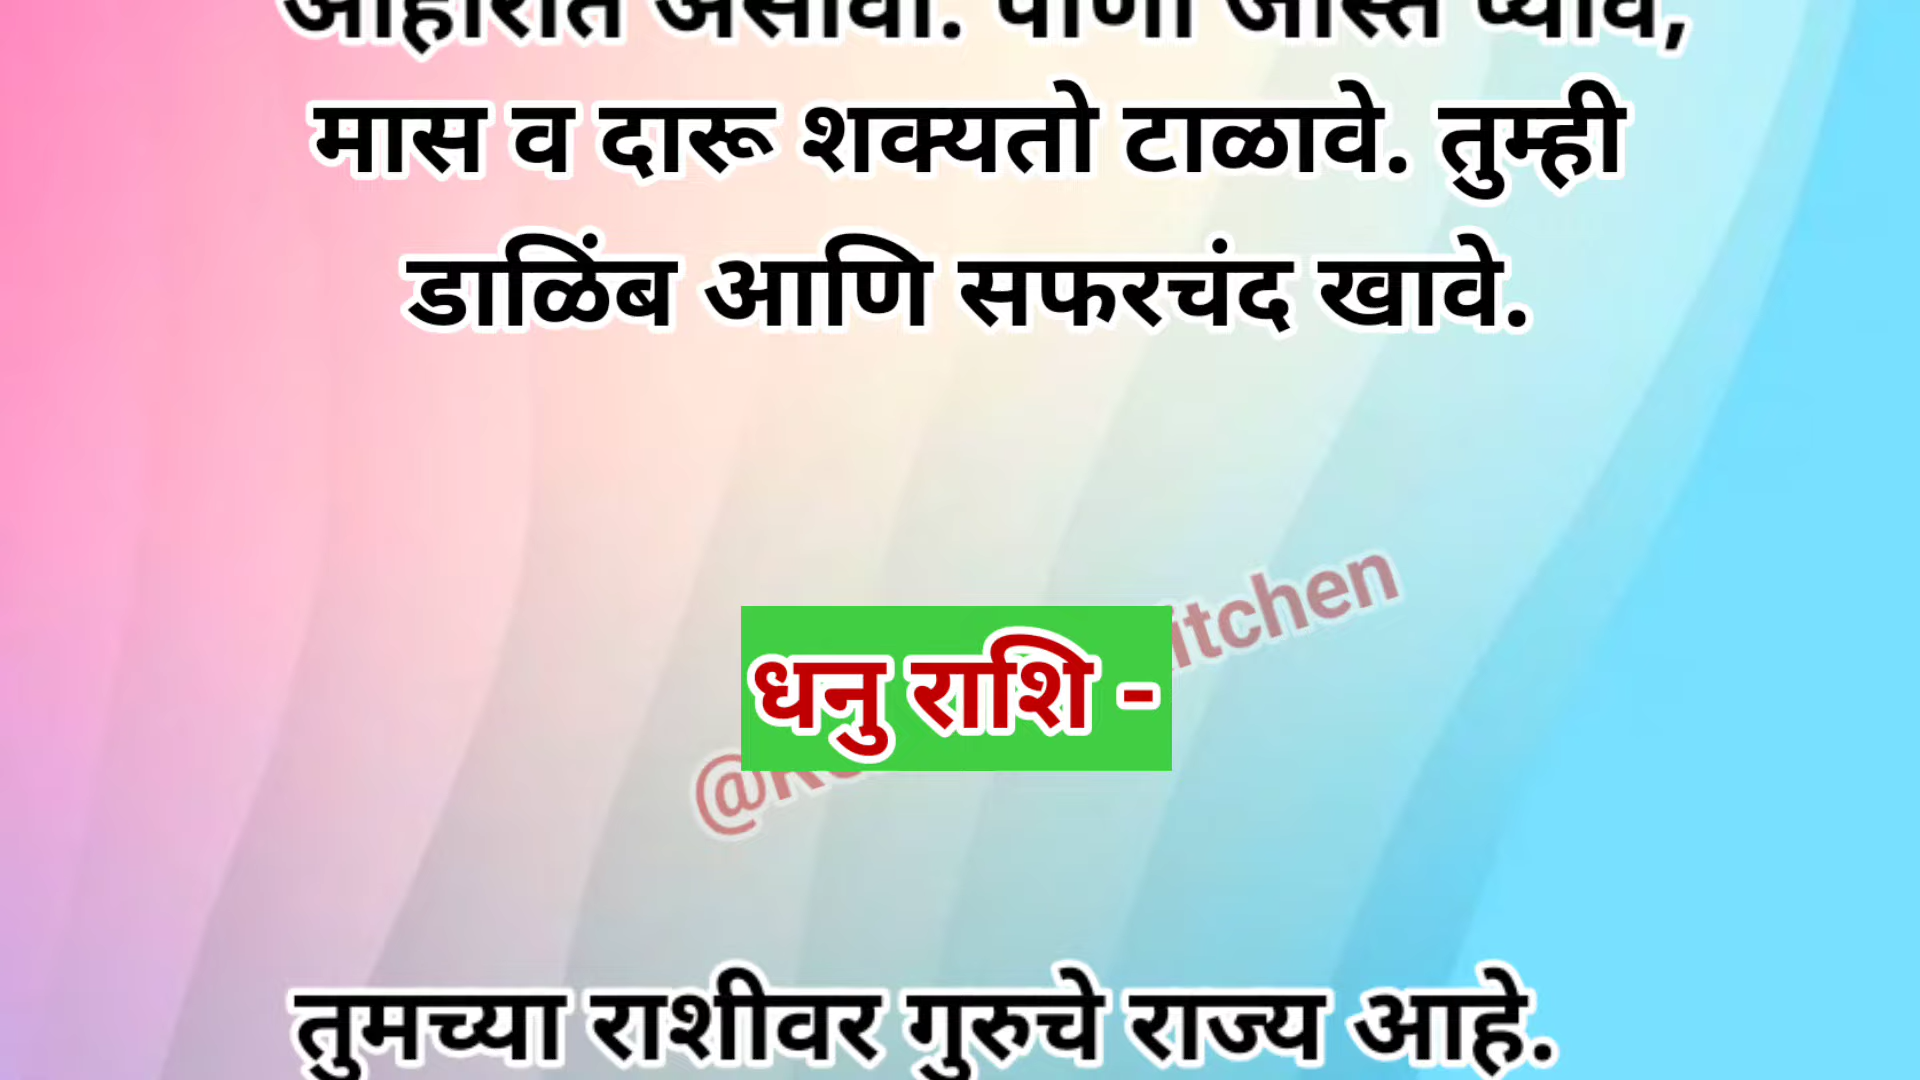 आहारात असावी. पाणी जास्त प्यावे,
मास व दारू शक्यतो टाळावे. तुम्ही
डाळिंब आणि सफरचंद खावे.
धनु राशि -
तुमच्या राशीवर गुरुचे राज्य आहे.